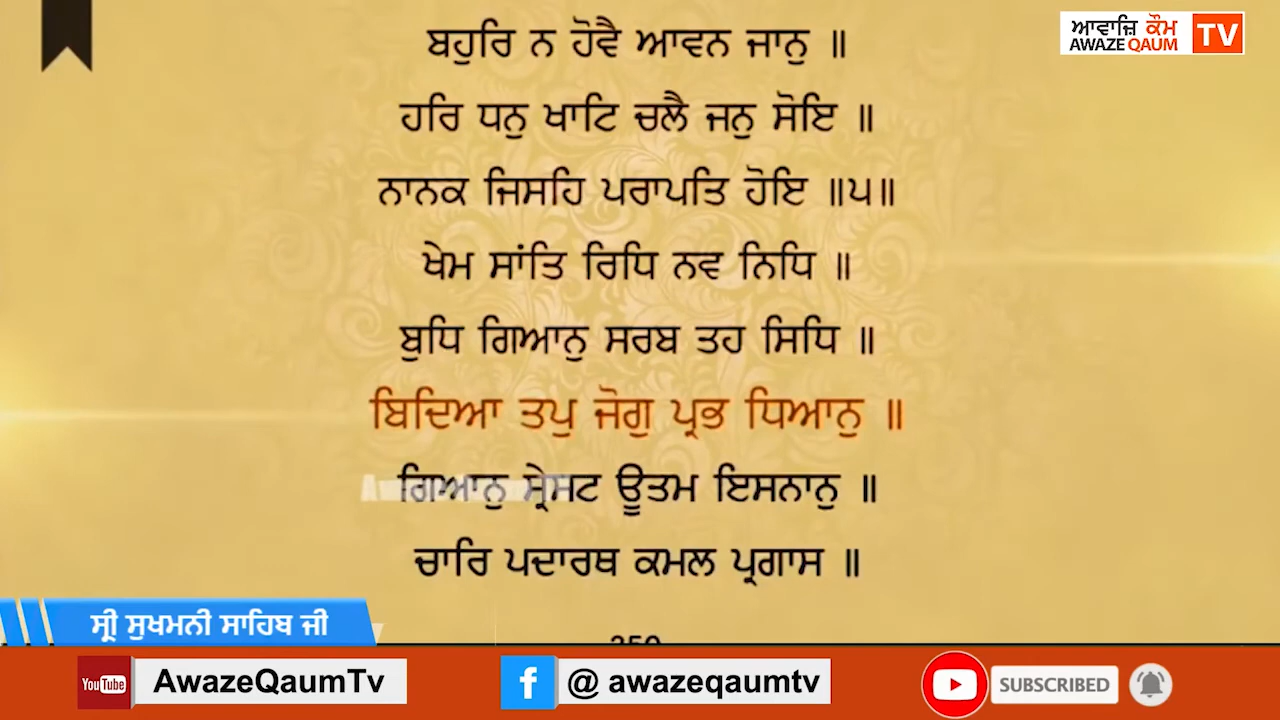 ਆਵਾਜ਼ਿ ਕੌਮ
AWAZE QAUM TV
ਬਹੁਰਿ ਨ ਹੋਵੈ ਆਵਨ ਜਾਨੁ ॥
ਹਰਿ ਧਨੁ ਖਾਟਿ ਚਲੈ ਜਨੁ ਸੋਇ ॥
ਨਾਨਕ ਜਿਸਹਿ ਪਰਾਪਤਿ ਹੋਇ ॥੫॥
ਖੇਮ ਸਾਂਤਿ ਰਿਧਿ ਨਵ ਨਿਧਿ ॥
ਬੁਧਿ ਗਿਆਨੁ ਸਰਬ ਤਹ ਸਿਧਿ ॥
ਬਿਦਿਆ ਤਪੁ ਜੋਗੁ ਪ੍ਰਭ ਧਿਆਨੁ ॥
ਗਿਆਨੁ ਸ੍ਰੇਸਟ ਊਤਮ ਇਸਨਾਨੁ ॥
ਚਾਰਿ ਪਦਾਰਥ ਕਮਲ ਪ੍ਰਗਾਸ ॥
ਸ੍ਰੀ ਸੁਖਮਨੀ ਸਾਹਿਬ ਜੀ
YouTube AwazeQaumTv
f @ awazeqaumtv
SUBSCRIBED